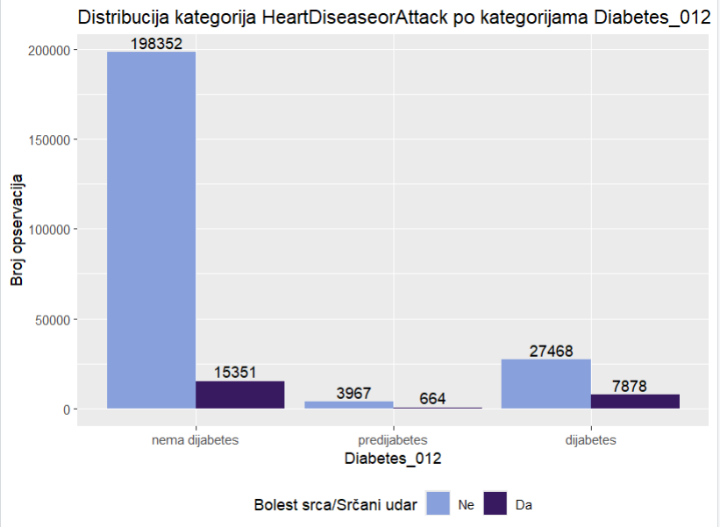 Distribucija kategorija HeartDiseaseorAttack po kategorijama Diabetes_012
200000
150000
100000
50000
0
Broj opservacija
198352
15351
3967
664
27468
7878
nema dijabetes
predijabetes
dijabetes
Diabetes_012
Bolest srca/Srčani udar Ne Da